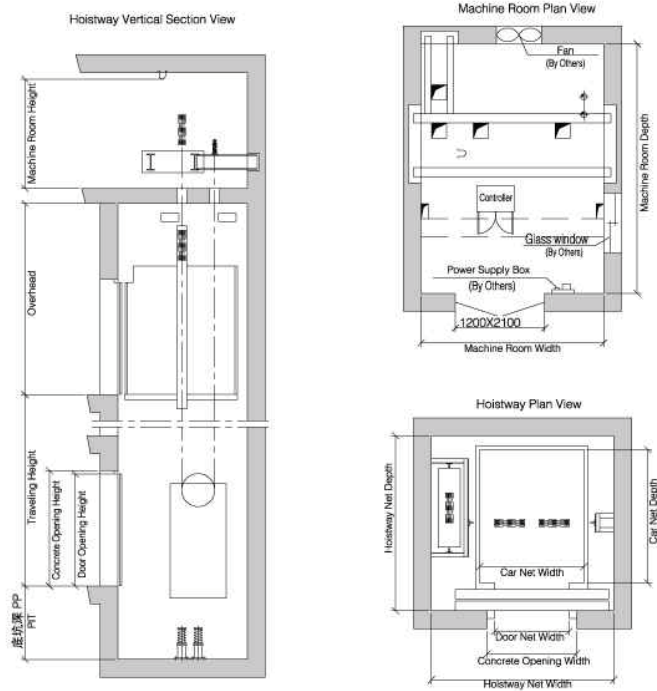 Hoistway Vertical Section View
Machine Room Height
Overhead
Traveling Height
Concrete Opening Height
Door Opening Height
底坑深 PP
PIT
Machine Room Plan View
Fan
(By Others)
Machine Room Depth
Controller
Glass window
(By Others)
Power Supply Box
(By Others)
1200X2100
Machine Room Width
Hoistway Plan View
Hoistway Net Depth
Car Net Depth
Car Net Width
Door Net Width
Concrete Opening Width
Hoistway Net Width